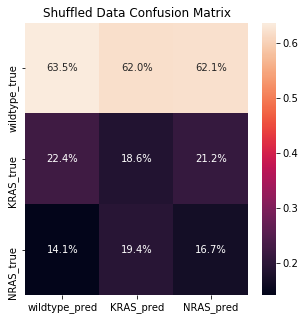 Shuffled Data Confusion Matrix
wildtype_true
63.5% 62.0% 62.1%
0.6
0.5
KRAS_true
22.4% 18.6% 21.2%
0.4
0.3
NRAS_true
14.1% 19.4% 16.7%
0.2
wildtype_pred KRAS_pred NRAS_pred